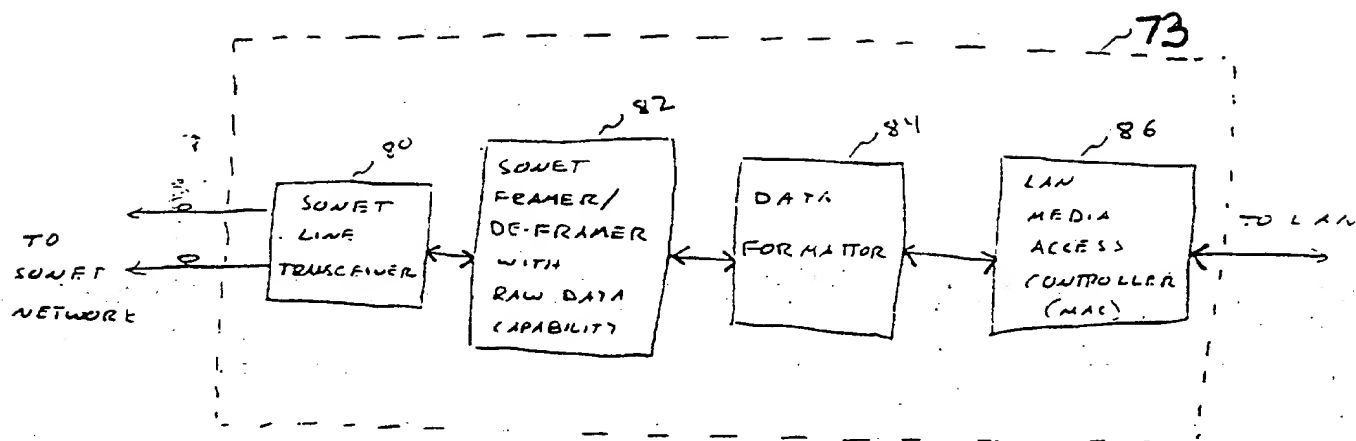 73
80
82
84
86
SONET
LINE
TRANSCEIVER
SONET
FRAMER/
DE-FRAMER
WITH
RAW DATA
CAPABILITY
DATA
FORMATTOR
LAN
MEDIA
ACCESS
CONTROLLER
(MAC)
TO
SONET
NETWORK
TO LAN